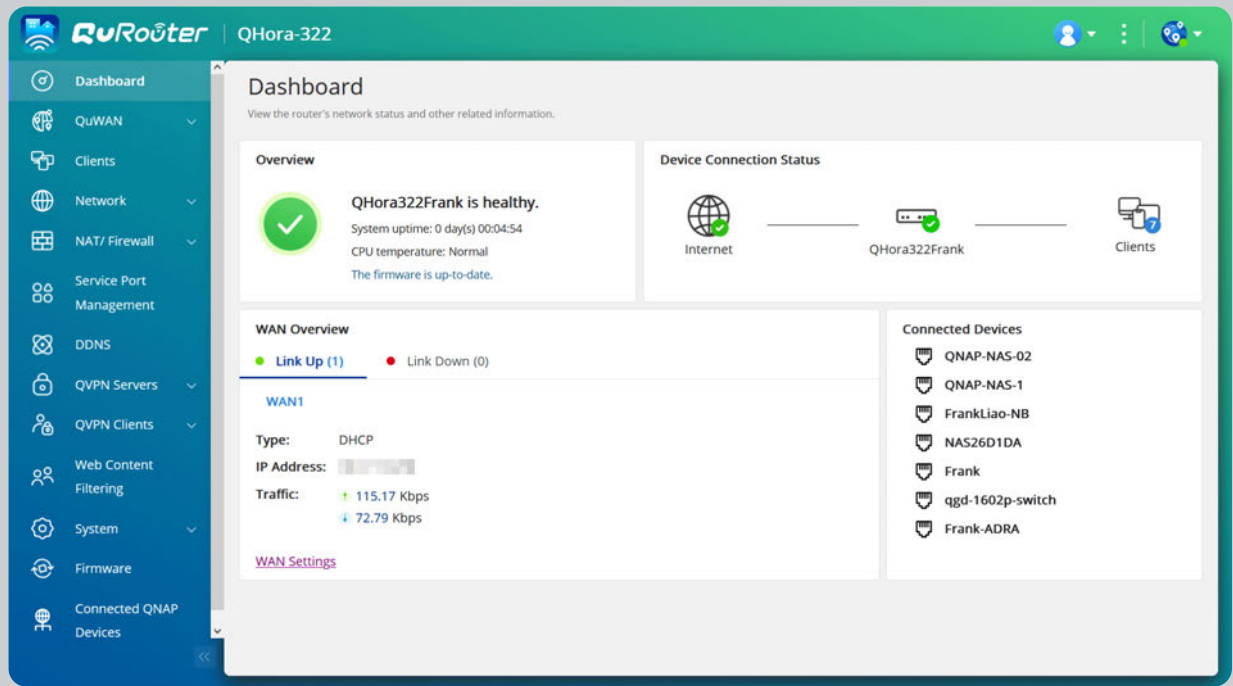 QuRouter
QHora-322
Dashboard
QuWAN
Clients
Network
NAT/ Firewall
Service Port
Management
DDNS
QVPN Servers
QVPN Clients
Web Content
Filtering
System
Firmware
Connected QNAP
Devices
Dashboard
View the router's network status and other related information.
Overview
QHora322Frank is healthy.
System uptime: 0 day(s) 00:04:54
CPU temperature: Normal
The firmware is up-to-date.
Device Connection Status
Internet
QHora322Frank
7
Clients
WAN Overview
Link Up (1) Link Down (0)
WAN1
Type: DHCP
IP Address:
Traffic: 115.17 Kbps
72.79 Kbps
WAN Settings
Connected Devices
QNAP-NAS-02
QNAP-NAS-1
FrankLiao-NB
NAS26D1DA
Frank
qgd-1602p-switch
Frank-ADRA